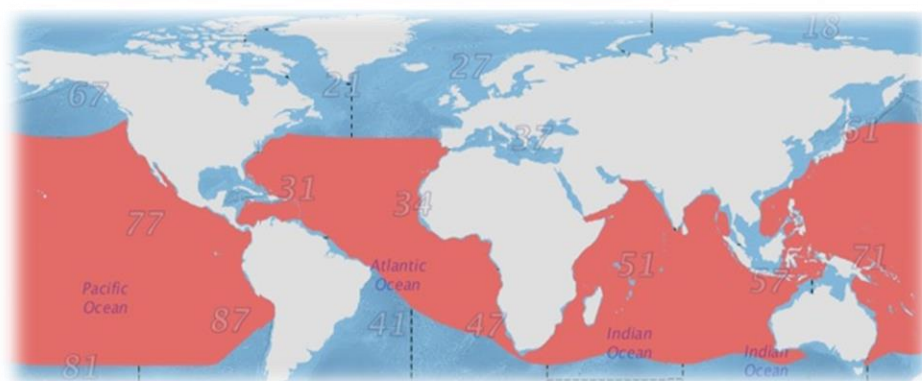 18
27
67
21
37
61
31
34
77
51
71
57
Atlantic
Ocean
Pacific
Ocean
87
41
47
Indian
Ocean
Indian
Ocean
81